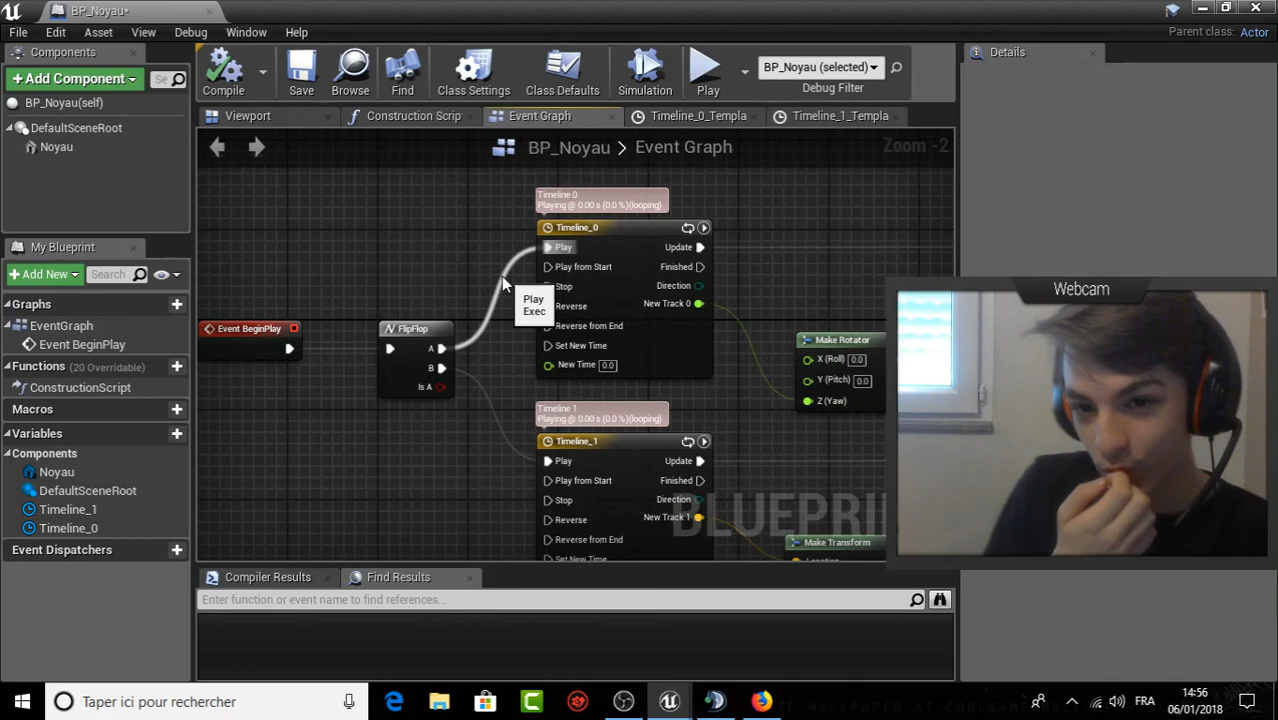 BP_Noyau*
File Edit Asset View Debug Window Help
Parent class: Actor
Components
+Add Component
Se
BP_Noyau(self)
DefaultSceneRoot
Noyau
Compile
Save
Browse
Find
Class Settings
Class Defaults
Simulation
Play
BP_Noyau (selected)
Debug Filter
Details
Viewport
Construction Scrip
Event Graph
Timeline_0_Templa
Timeline_1_Templa
BP_Noyau > Event Graph
Zoom -2
My Blueprint
+Add New
Search
Graphs
EventGraph
Event BeginPlay
Functions (20 Overridable)
ConstructionScript
Macros
Variables
Components
Noyau
DefaultSceneRoot
Timeline_1
Timeline_0
Event Dispatchers
Event BeginPlay
FlipFlop
A
B
Is A
Timeline 0
Playing @ 0.00 s (0.0 %)(looping)
Timeline_0
Play Update
Play from Start Finished
Stop Direction
Reverse New Track 0
Reverse from End
Set New Time
New Time 0.0
Play
Exec
Timeline 1
Playing @ 0.00 s (0.0 %)(looping)
Timeline_1
Play Update
Play from Start Finished
Stop Direction
Reverse New Track 1
Reverse from End
Set New Time
Make Rotator
X (Roll) 0.0
Y (Pitch) 0.0
Z (Yaw)
Make Transform
Location
BLUEPRIN
Webcam
Compiler Results
Find Results
Enter function or event name to find references...
Taper ici pour rechercher
FRA
14:56
06/01/2018